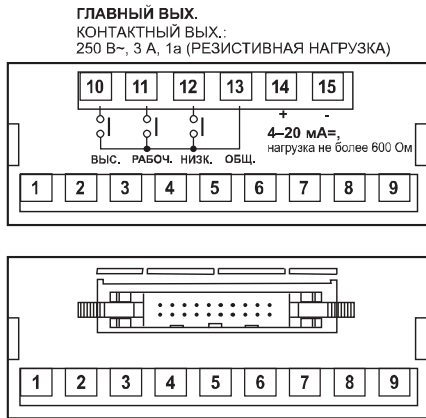 ГЛАВНЫЙ ВЫХ.
КОНТАКТНЫЙ ВЫХ.:
250 В~, 3 А, 1а (РЕЗИСТИВНАЯ НАГРУЗКА)
10 11 12 13 14 15
+ -
4–20 мА=,
нагрузка не более 600 Ом
ВЫС. РАБОЧ. НИЗК. ОБЩ.
1 2 3 4 5 6 7 8 9
1 2 3 4 5 6 7 8 9